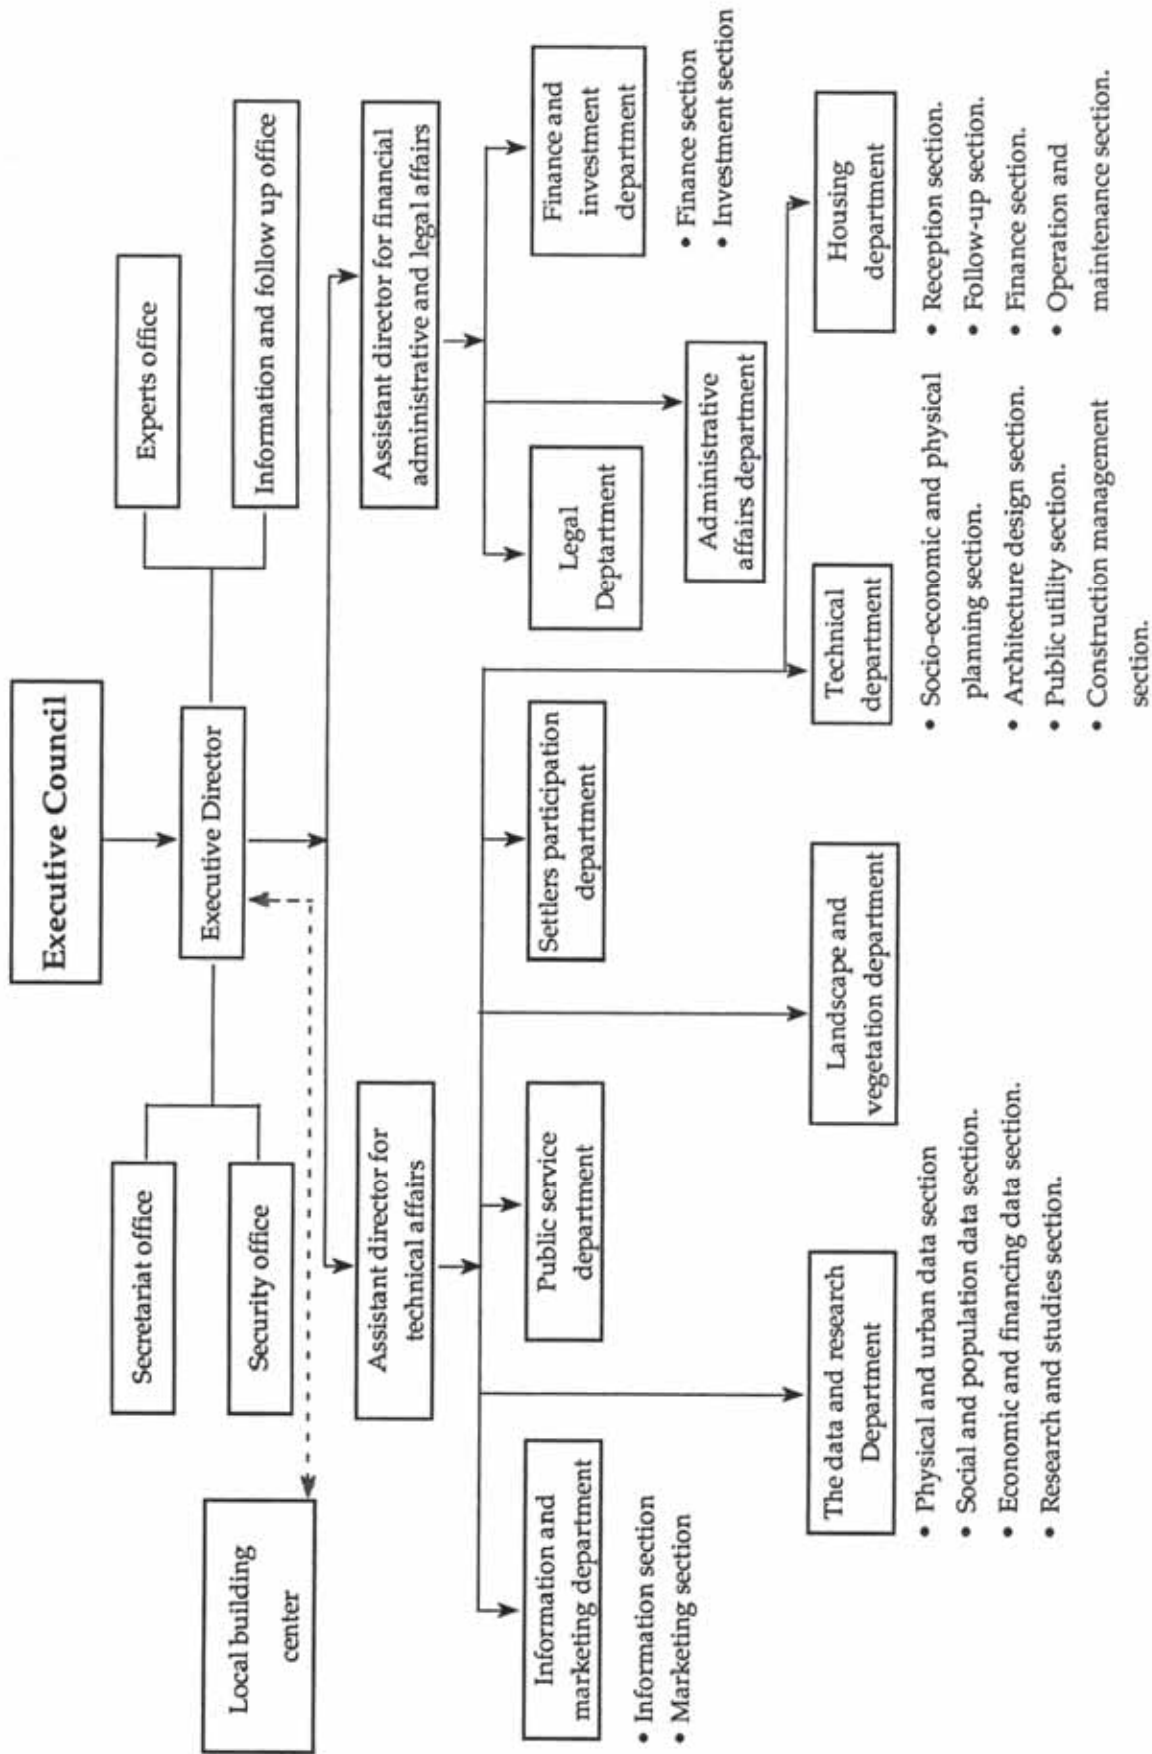 Executive Council
Experts office
Secretariat office
Executive Director
Information and follow up office
Security office
Local building
center
Assistant director for
technical affairs
Assistant director for financial
administrative and legal affairs
Information and
marketing department
• Information section
• Marketing section
Public service
department
Settlers participation
department
Legal
Deptartment
Finance and
investment
department
• Finance section
• Investment section
Administrative
affairs department
The data and research
Department
• Physical and urban data section
• Social and population data section.
• Economic and financing data section.
• Research and studies section.
Landscape and
vegetation department
Technical
department
• Socio-economic and physical
planning section.
• Architecture design section.
• Public utility section.
• Construction management
section.
Housing
department
• Reception section.
• Follow-up section.
• Finance section.
• Operation and
maintenance section.